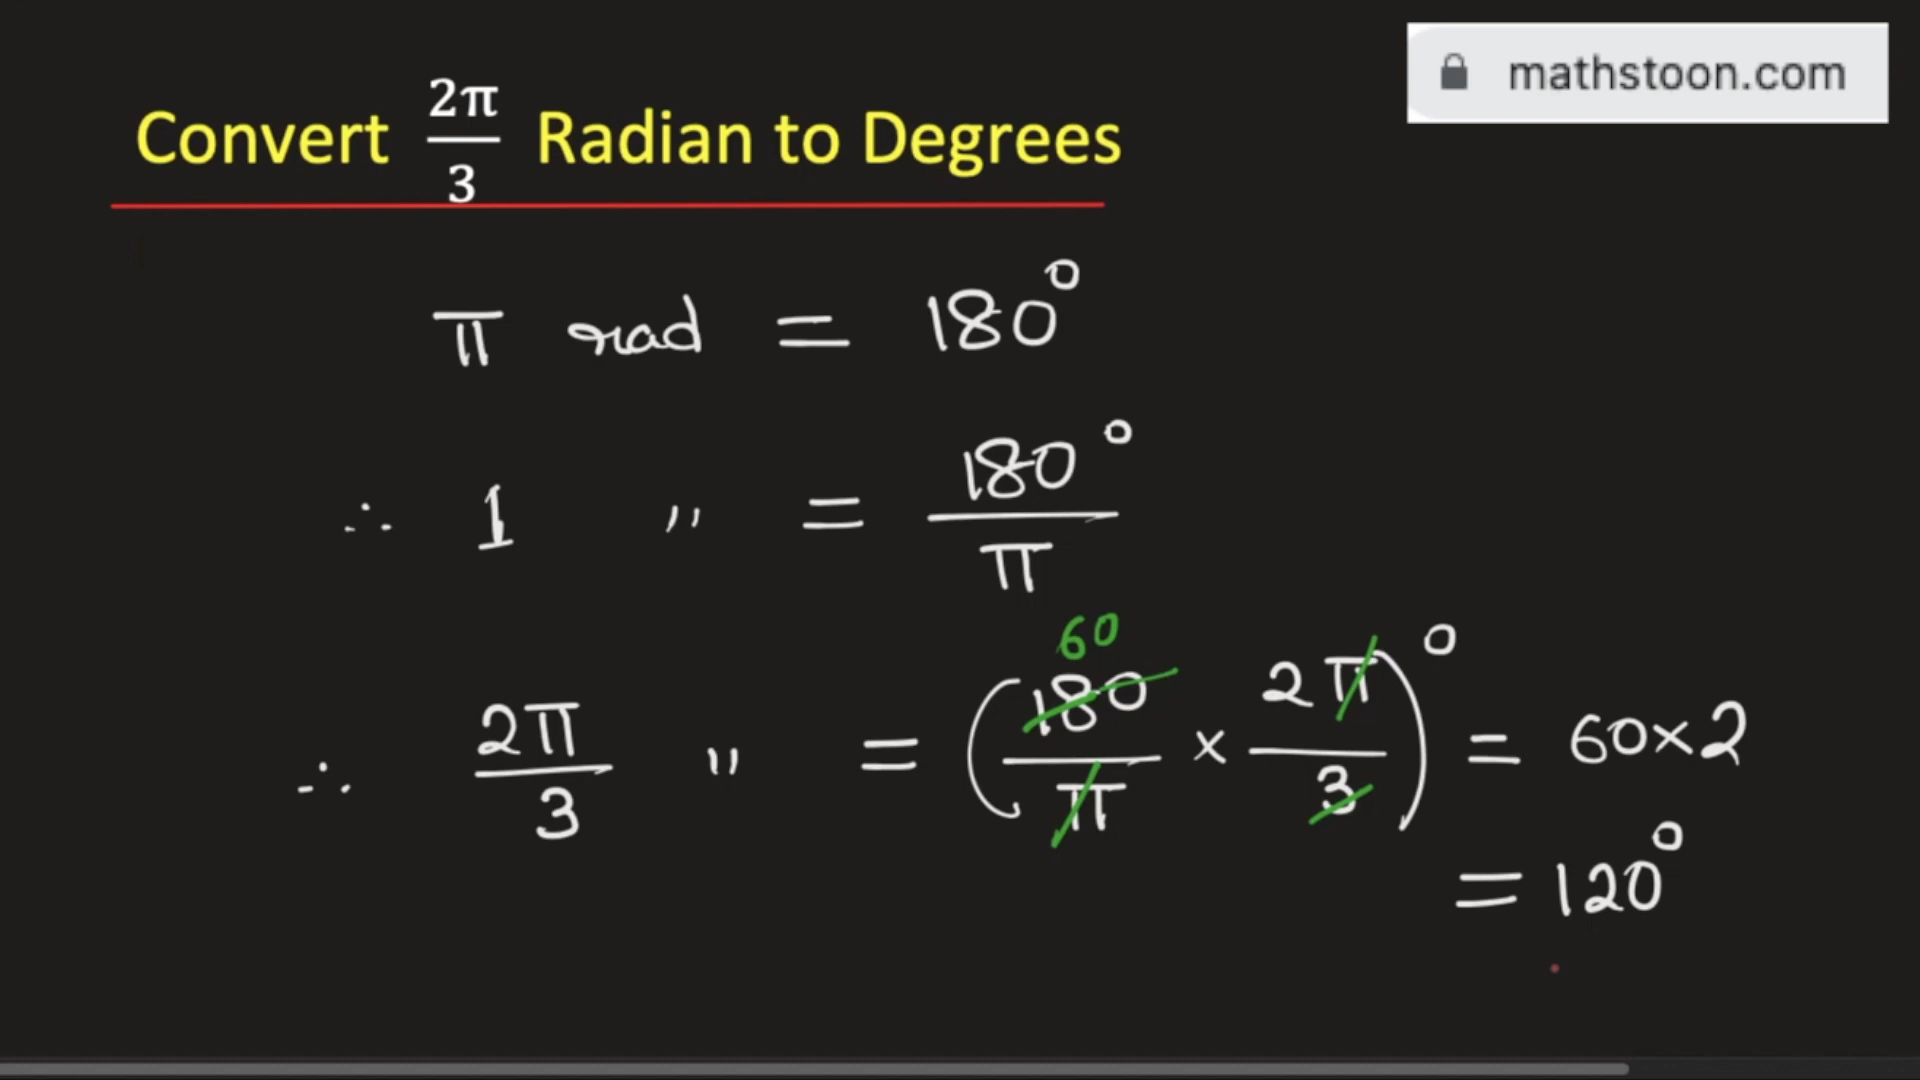 mathstoon.com
Convert 2π/3 Radian to Degrees
π rad = 180°
∴ 1 〃 = 180°/π
60
∴ 2π/3 〃 = (180/π × 2π/3)° = 60×2
= 120°